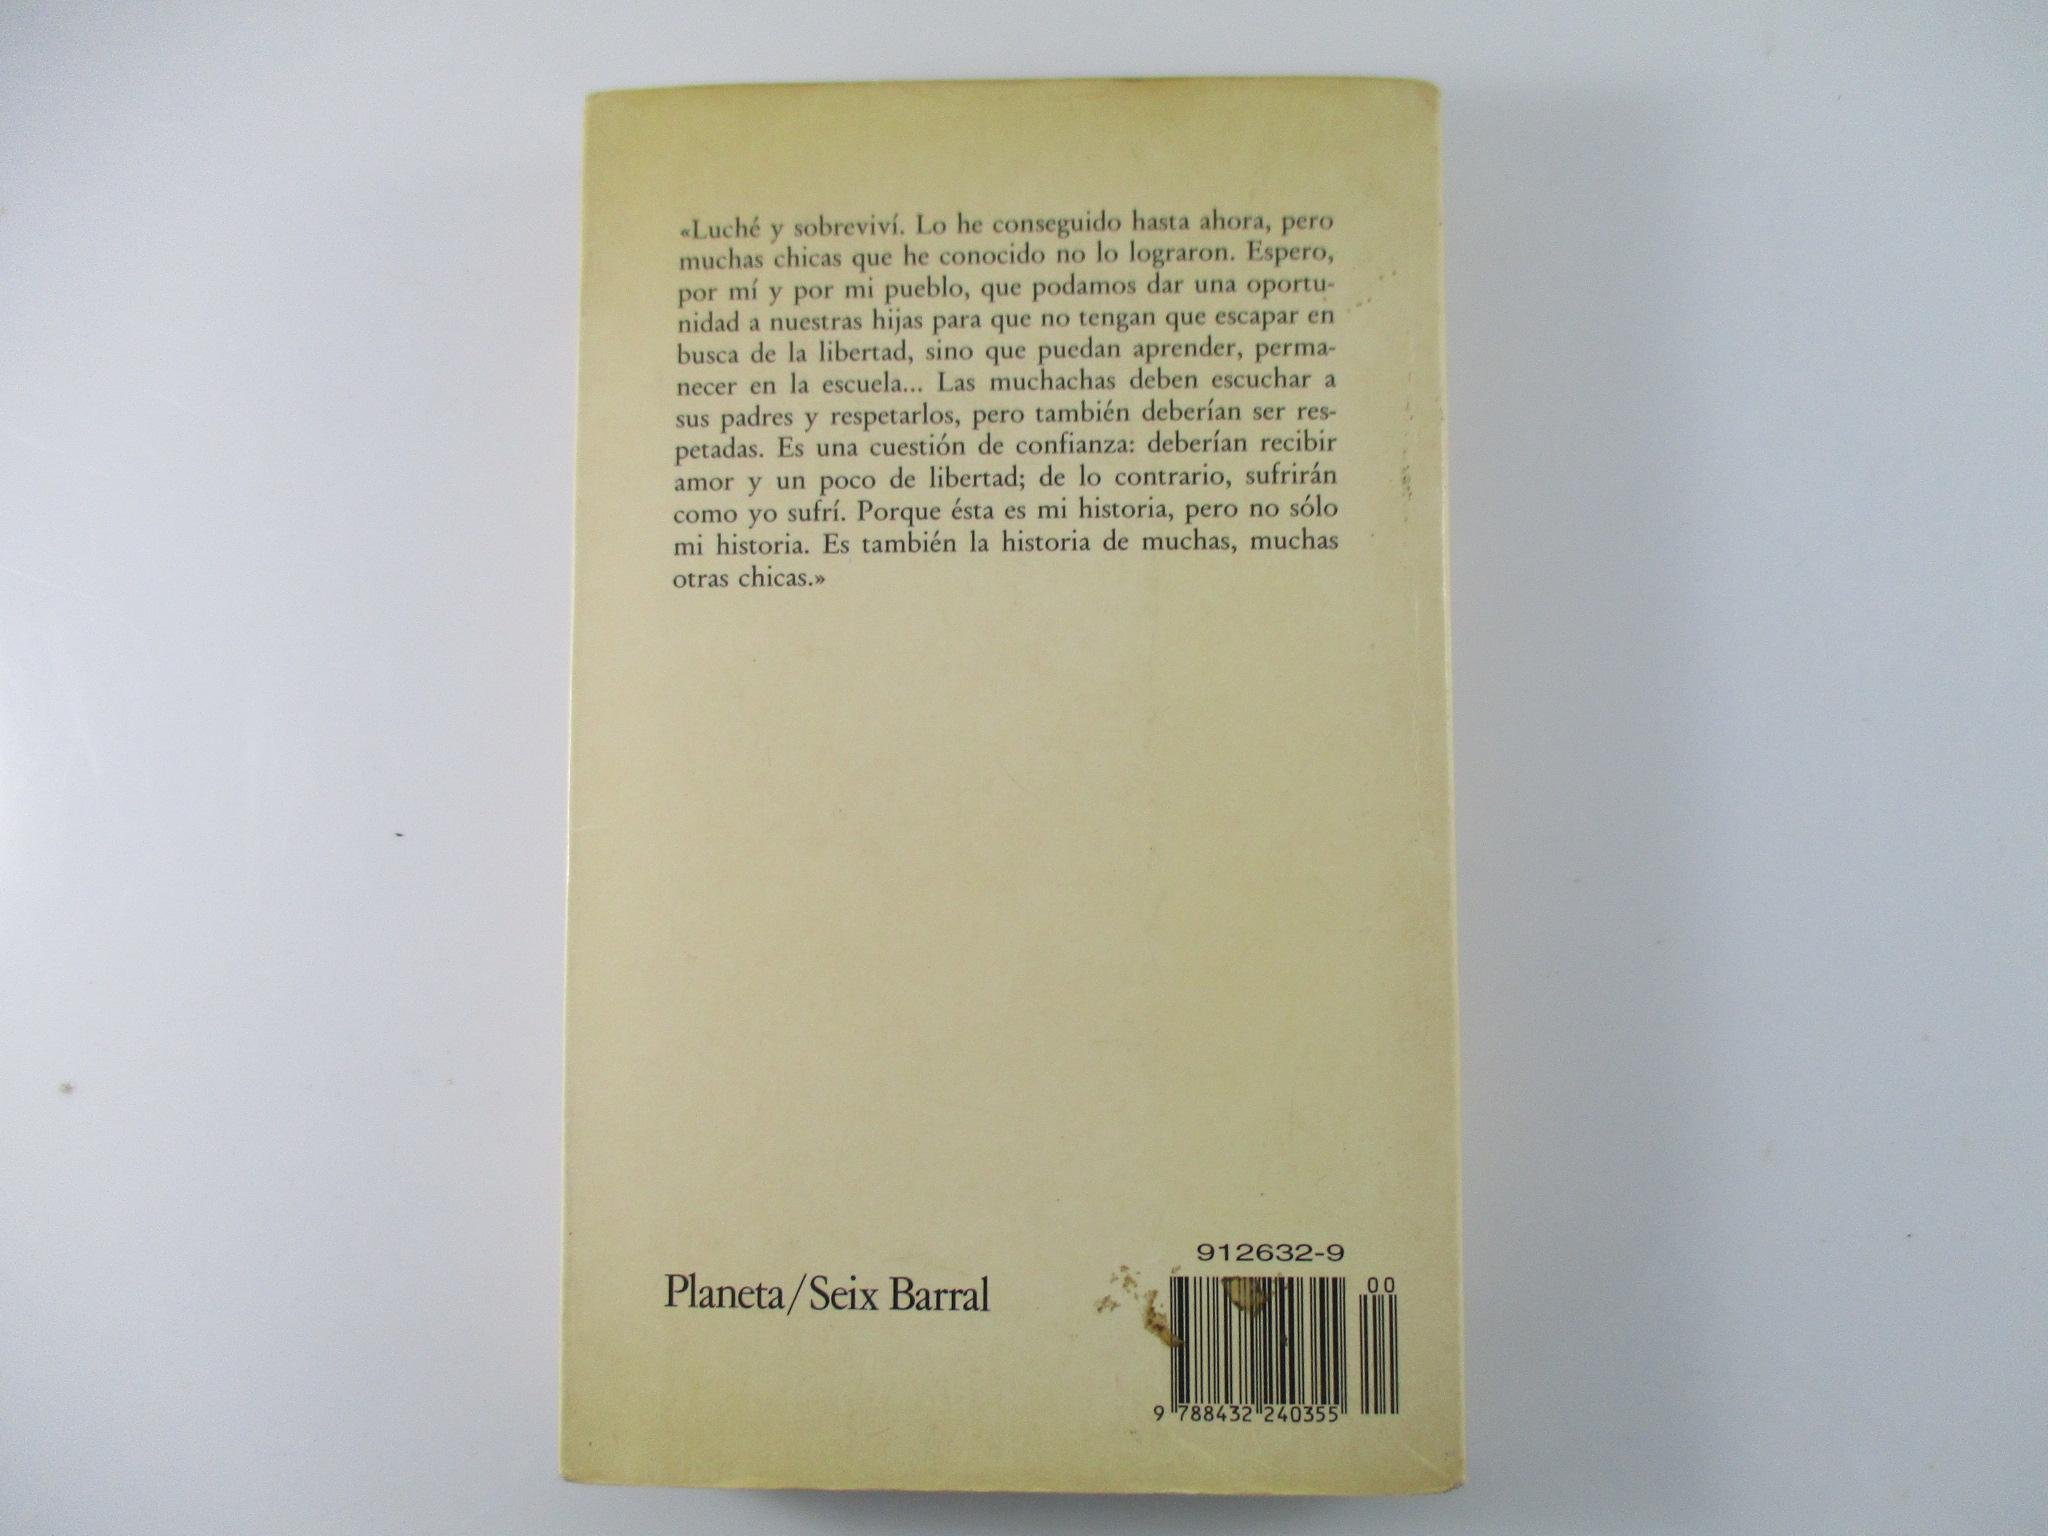 «Luché y sobreviví. Lo he conseguido hasta ahora, pero
muchas chicas que he conocido no lo lograron. Espero,
por mí y por mi pueblo, que podamos dar una oportu-
nidad a nuestras hijas para que no tengan que escapar en
busca de la libertad, sino que puedan aprender, perma-
necer en la escuela... Las muchachas deben escuchar a
sus padres y respetarlos, pero también deberían ser res-
petadas. Es una cuestión de confianza: deberían recibir
amor y un poco de libertad; de lo contrario, sufrirán
como yo sufrí. Porque ésta es mi historia, pero no sólo
mi historia. Es también la historia de muchas, muchas
otras chicas.»
Planeta/Seix Barral
912632-9
00
9 788432 240355